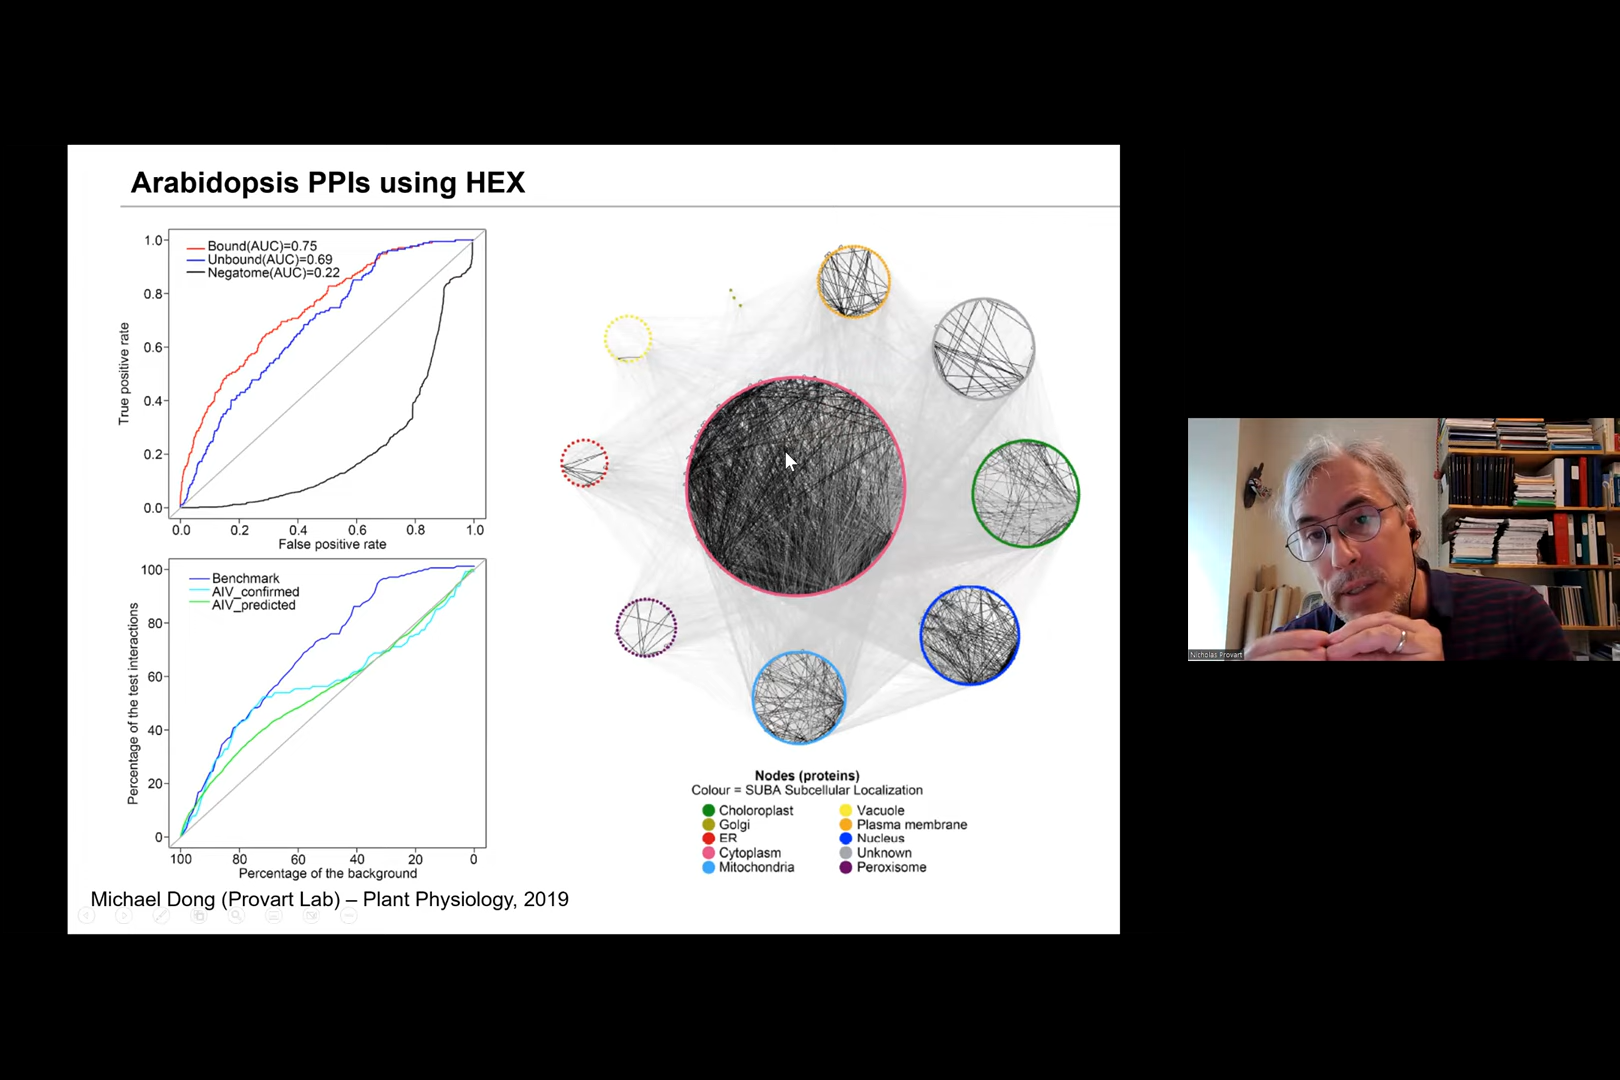 Arabidopsis PPIs using HEX
Bound(AUC)=0.75
Unbound(AUC)=0.69
Negatome(AUC)=0.22
True positive rate
1.0
0.8
0.6
0.4
0.2
0.0
0.0 0.2 0.4 0.6 0.8 1.0
False positive rate
Benchmark
AIV_confirmed
AIV_predicted
Percentage of the test interactions
100
80
60
40
20
0
100 80 60 40 20 0
Percentage of the background
Nodes (proteins)
Colour = SUBA Subcellular Localization
Choloroplast
Golgi
ER
Cytoplasm
Mitochondria
Vacuole
Plasma membrane
Nucleus
Unknown
Peroxisome
Michael Dong (Provart Lab) – Plant Physiology, 2019
Nicholas Provart